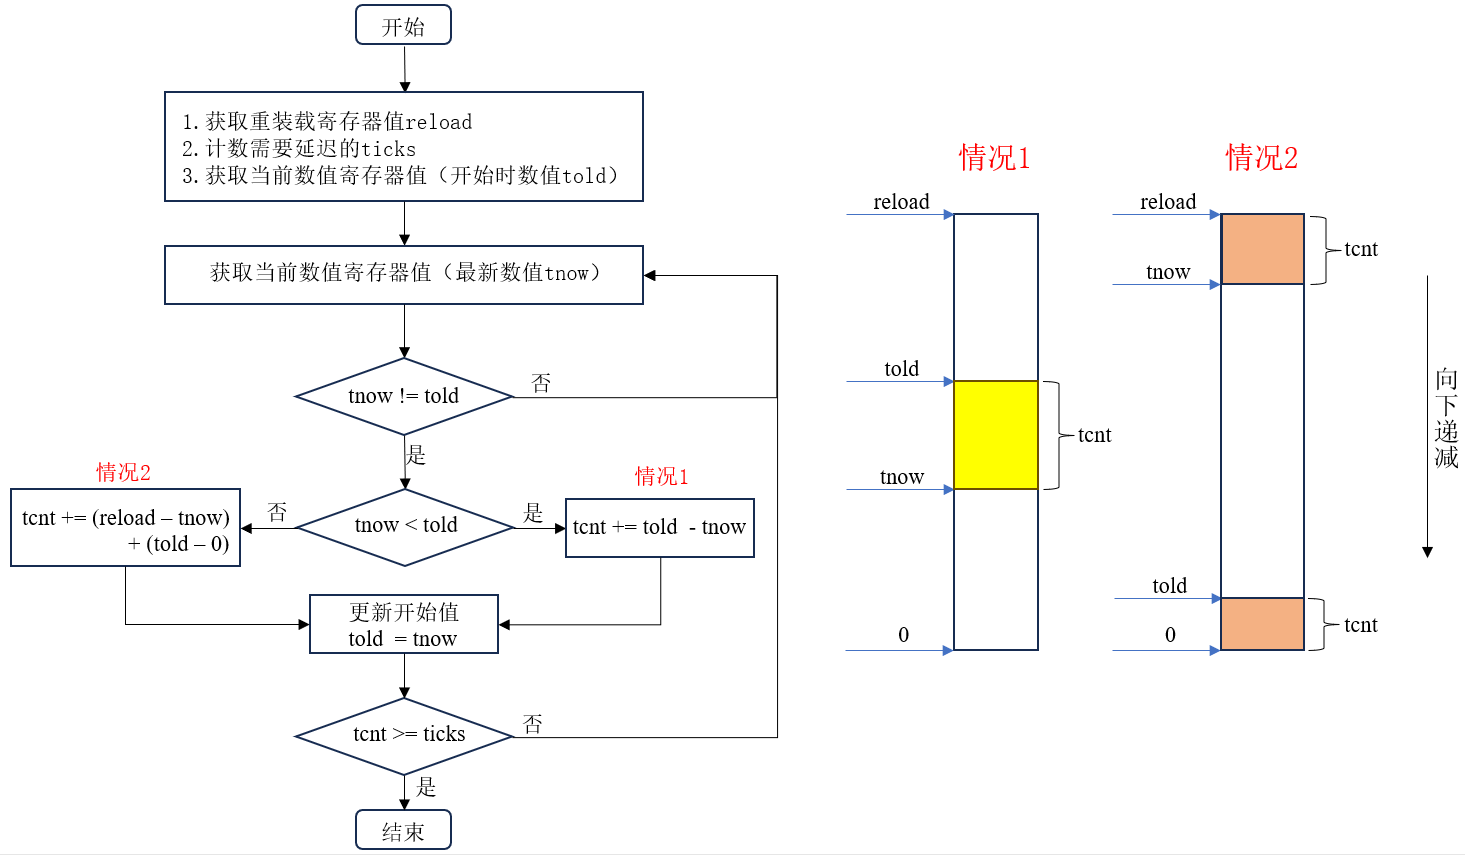 开始
1.获取重装载寄存器值reload
2.计数需要延迟的ticks
3.获取当前数值寄存器值（开始时数值told）
获取当前数值寄存器值（最新数值tnow）
tnow != told
否
是
情况2
情况1
tcnt += (reload – tnow)
+ (told – 0)
否
tnow < told
是
tcnt += told - tnow
更新开始值
told = tnow
tcnt >= ticks
否
是
结束
情况1
reload
told
tnow
tcnt
0
情况2
reload
tcnt
tnow
told
tcnt
0
向下递减